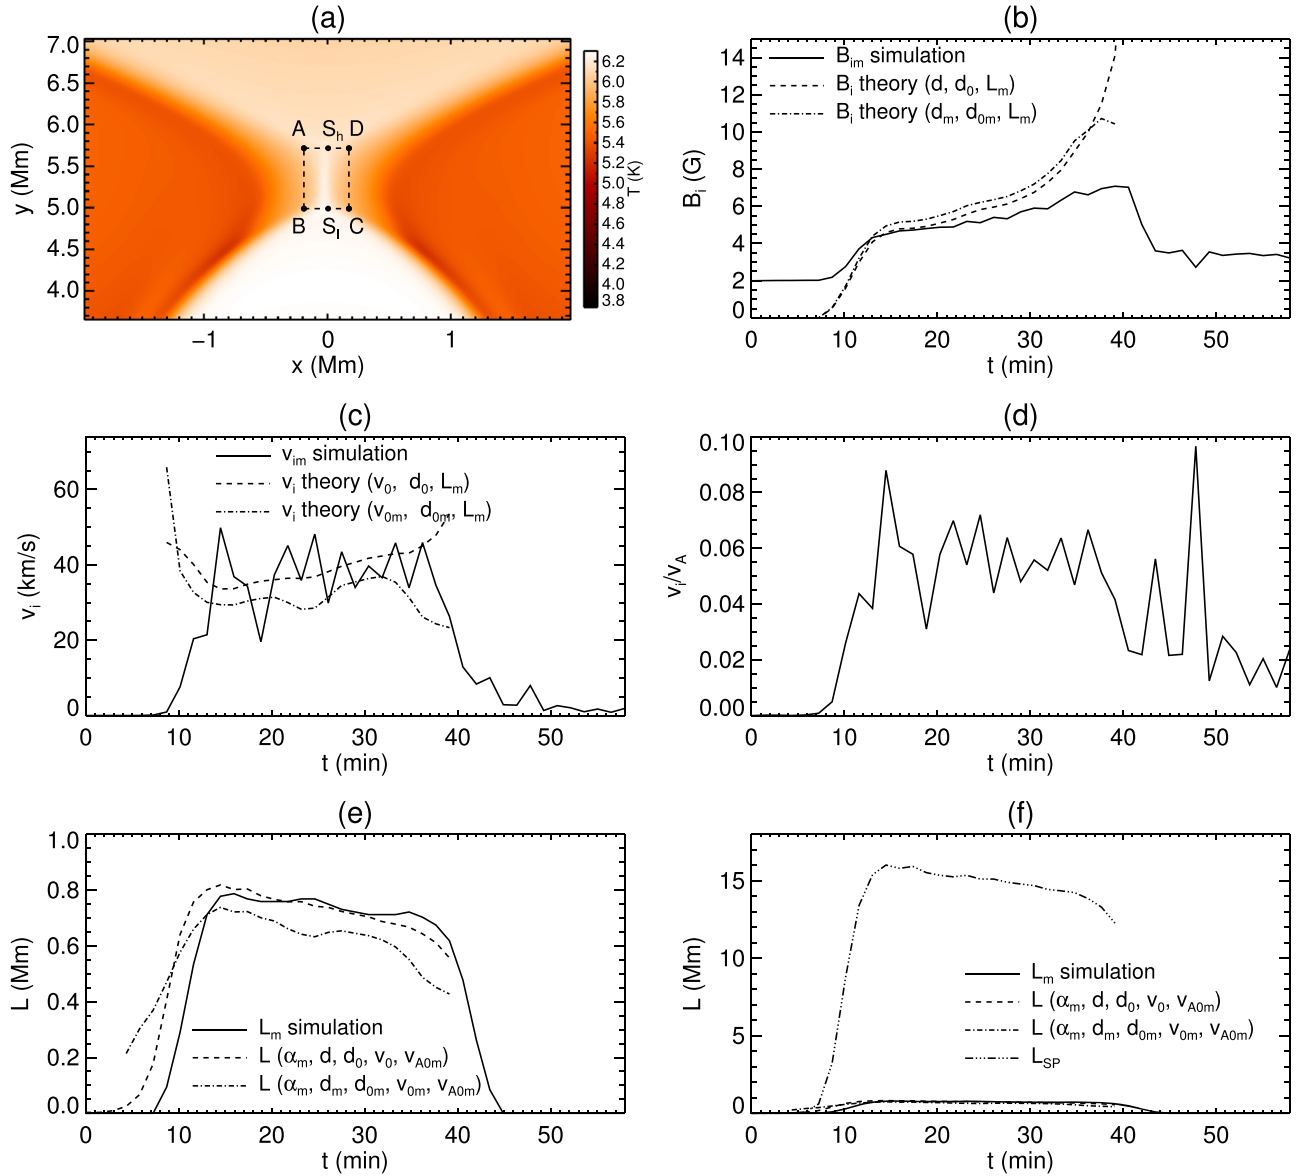 (a)
7.0
6.5
6.0
5.5
5.0
4.5
4.0
y (Mm)
A S_h D
B S_l C
−1 0 1
x (Mm)
6.2
6.0
5.8
5.6
5.4
5.2
5.0
4.8
4.6
4.4
4.2
4.0
3.8
T (K)
(b)
14
12
10
8
6
4
2
0
B_i (G)
B_im simulation
B_i theory (d, d_0, L_m)
B_i theory (d_m, d_0m, L_m)
0 10 20 30 40 50
t (min)
(c)
60
40
20
0
v_i (km/s)
v_im simulation
v_i theory (v_0, d_0, L_m)
v_i theory (v_0m, d_0m, L_m)
0 10 20 30 40 50
t (min)
(d)
0.10
0.08
0.06
0.04
0.02
0.00
v_i/v_A
0 10 20 30 40 50
t (min)
(e)
1.0
0.8
0.6
0.4
0.2
0.0
L (Mm)
L_m simulation
L (α_m, d, d_0, v_0, v_A0m)
L (α_m, d_m, d_0m, v_0m, v_A0m)
0 10 20 30 40 50
t (min)
(f)
15
10
5
0
L (Mm)
L_m simulation
L (α_m, d, d_0, v_0, v_A0m)
L (α_m, d_m, d_0m, v_0m, v_A0m)
L_SP
0 10 20 30 40 50
t (min)